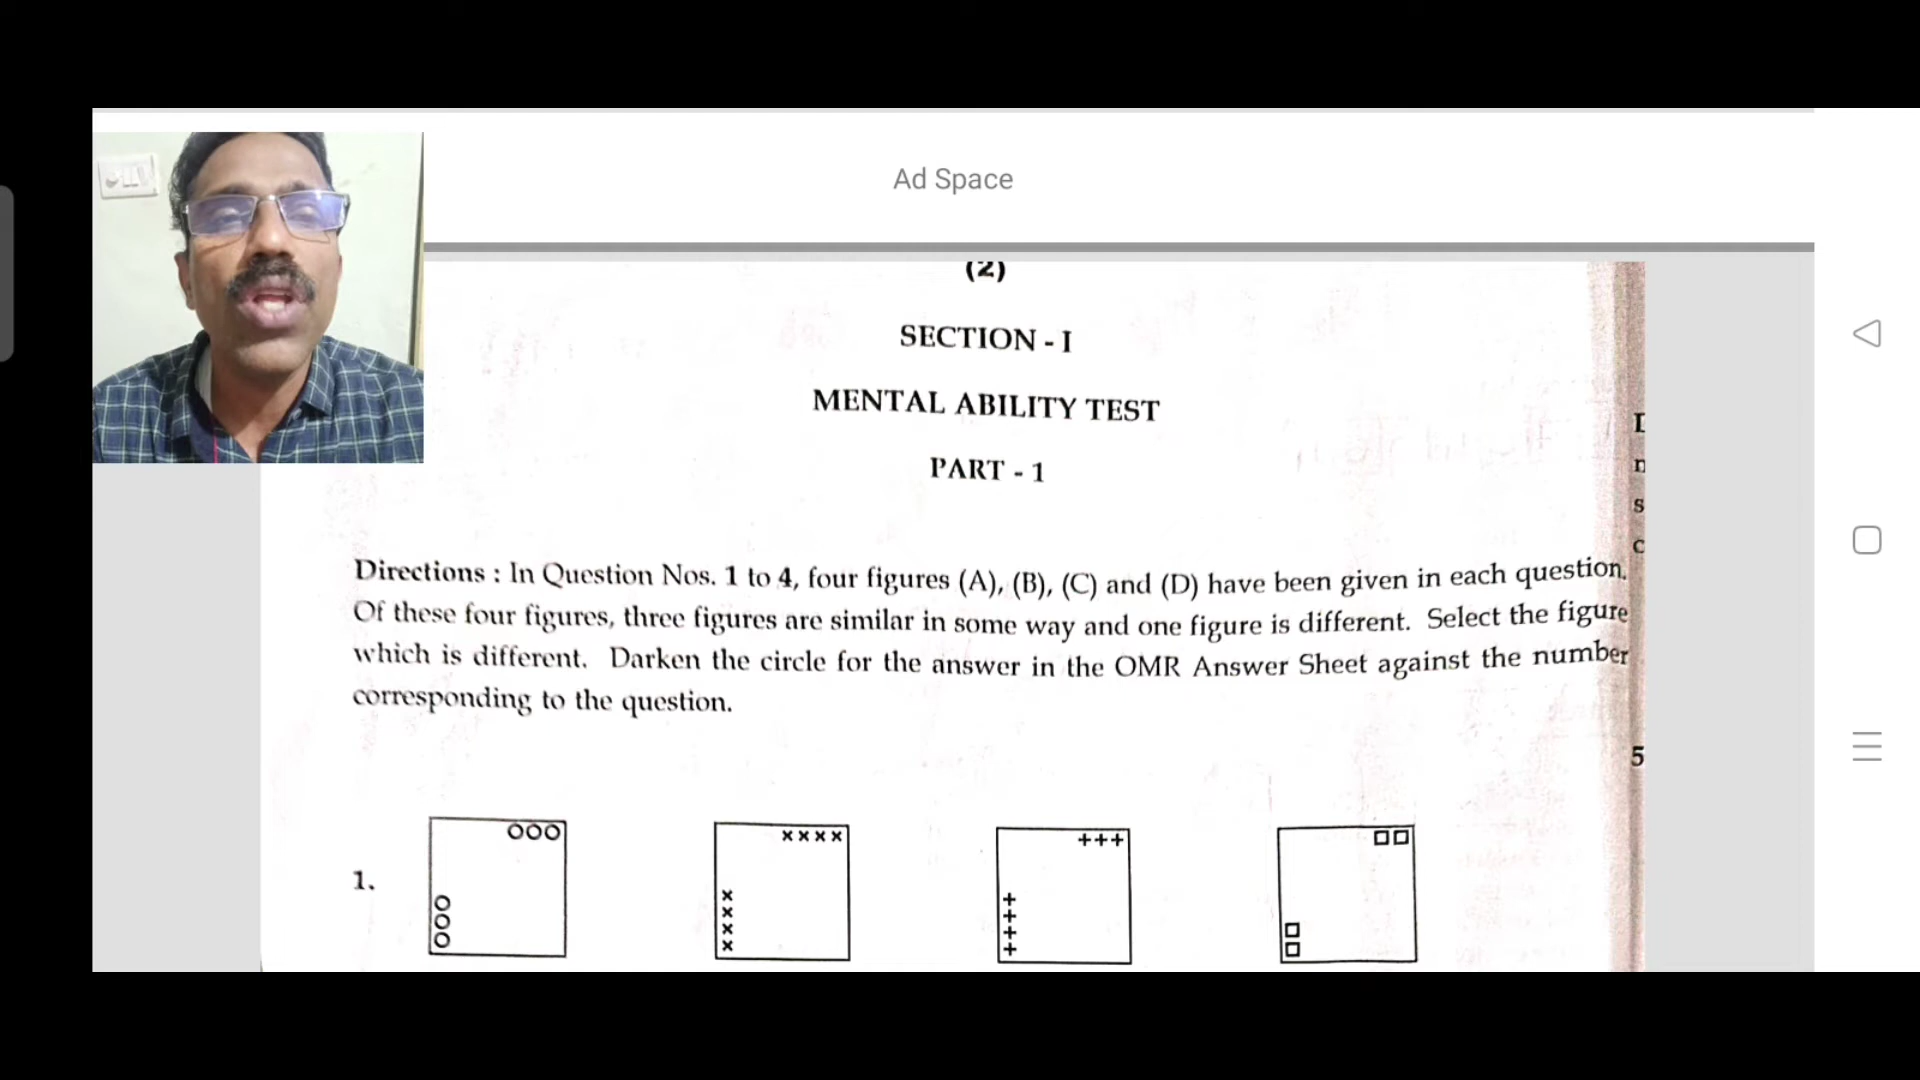 Ad Space
(2)
SECTION - I
MENTAL ABILITY TEST
PART - 1
Directions : In Question Nos. 1 to 4, four figures (A), (B), (C) and (D) have been given in each question.
Of these four figures, three figures are similar in some way and one figure is different. Select the figure
which is different. Darken the circle for the answer in the OMR Answer Sheet against the number
corresponding to the question.
n
s
c
5
1.